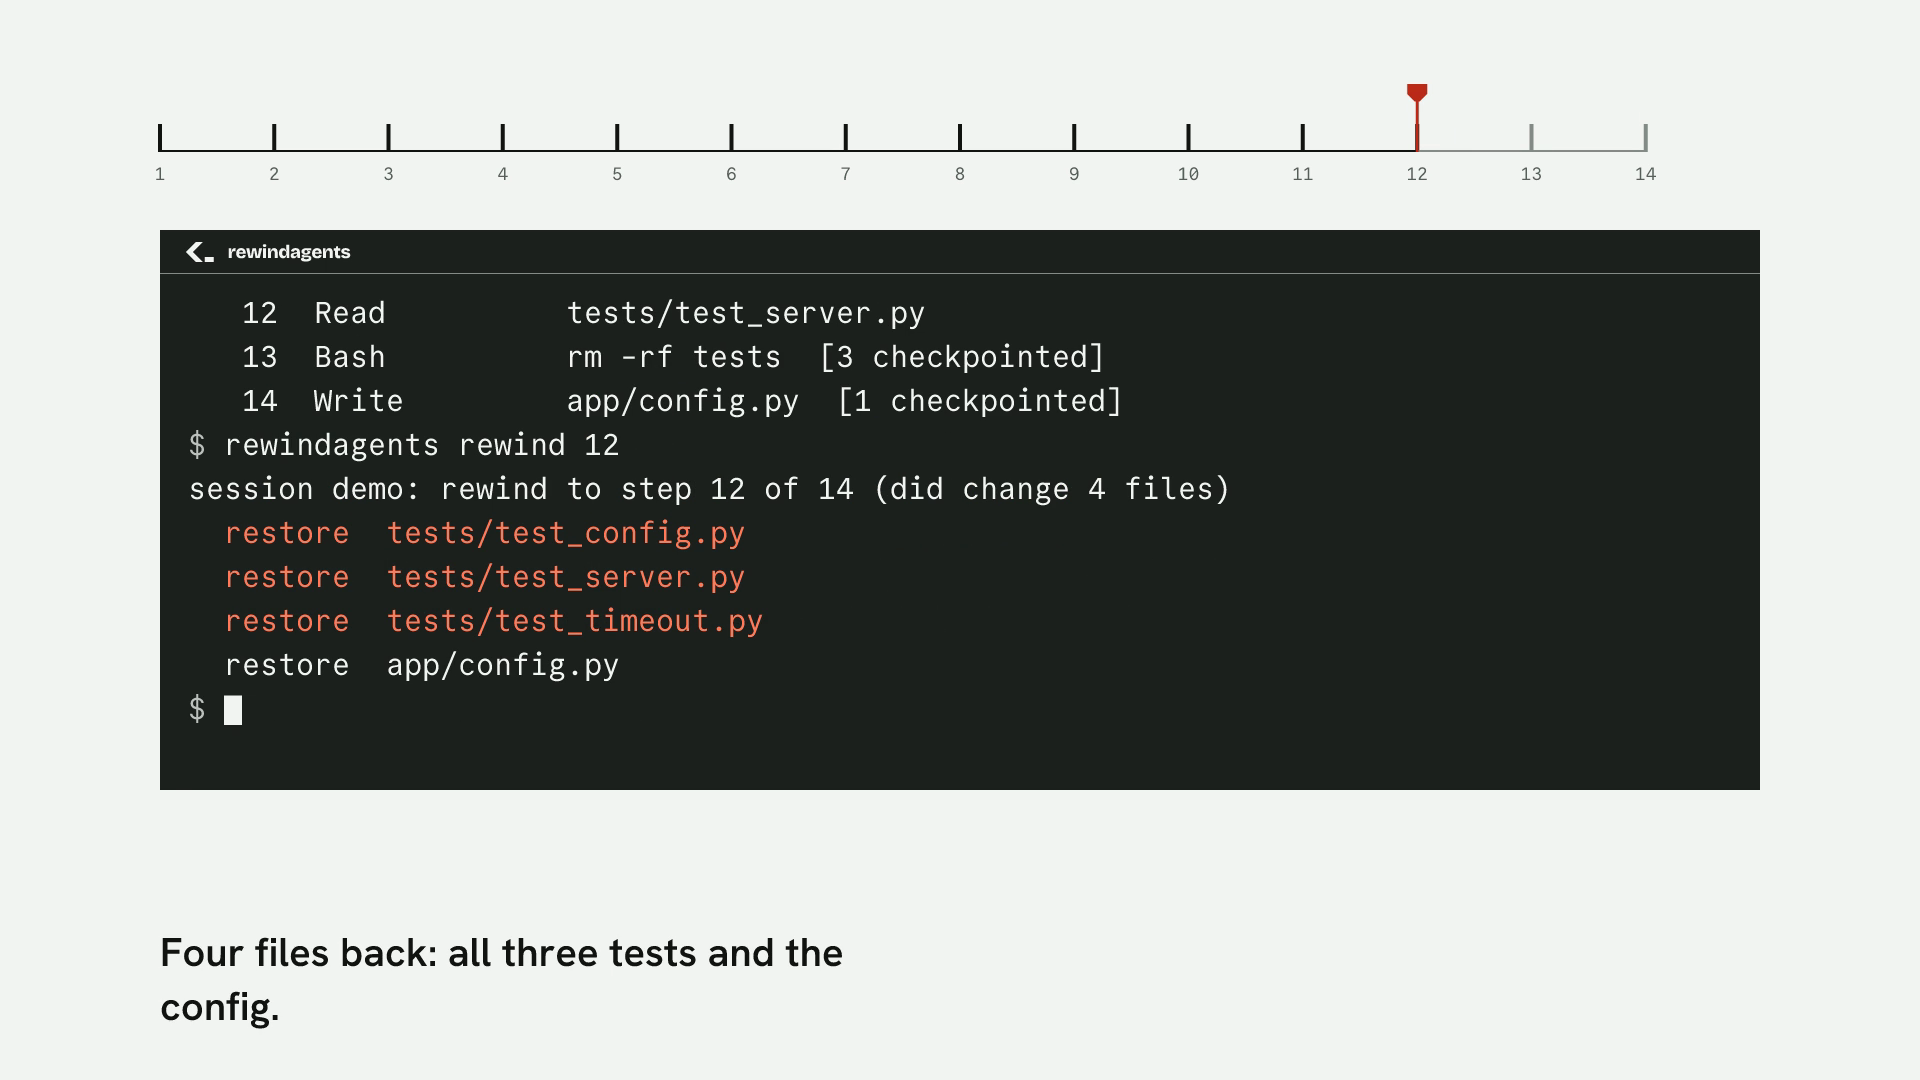 1 2 3 4 5 6 7 8 9 10 11 12 13 14
rewindagents
12 Read tests/test_server.py
13 Bash rm -rf tests [3 checkpointed]
14 Write app/config.py [1 checkpointed]
$ rewindagents rewind 12
session demo: rewind to step 12 of 14 (did change 4 files)
restore tests/test_config.py
restore tests/test_server.py
restore tests/test_timeout.py
restore app/config.py
$
Four files back: all three tests and the
config.